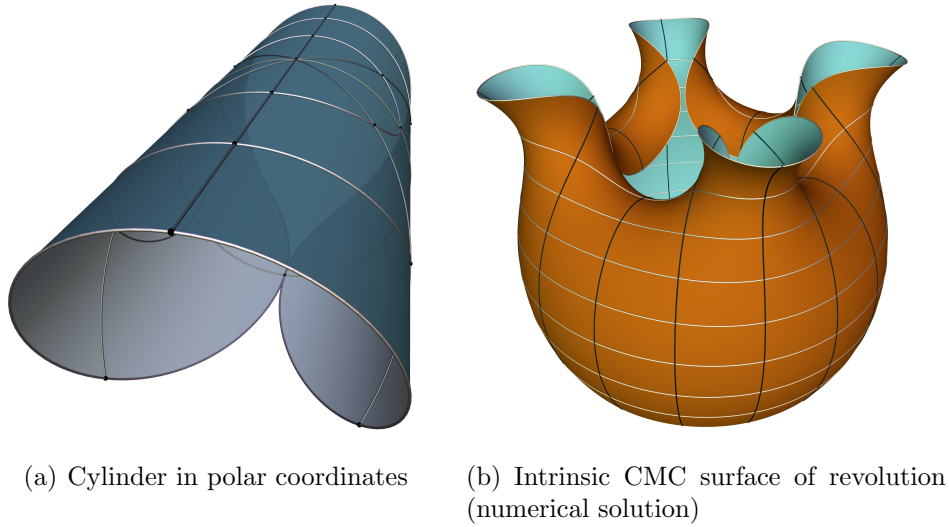 (a) Cylinder in polar coordinates
(b) Intrinsic CMC surface of revolution
(numerical solution)